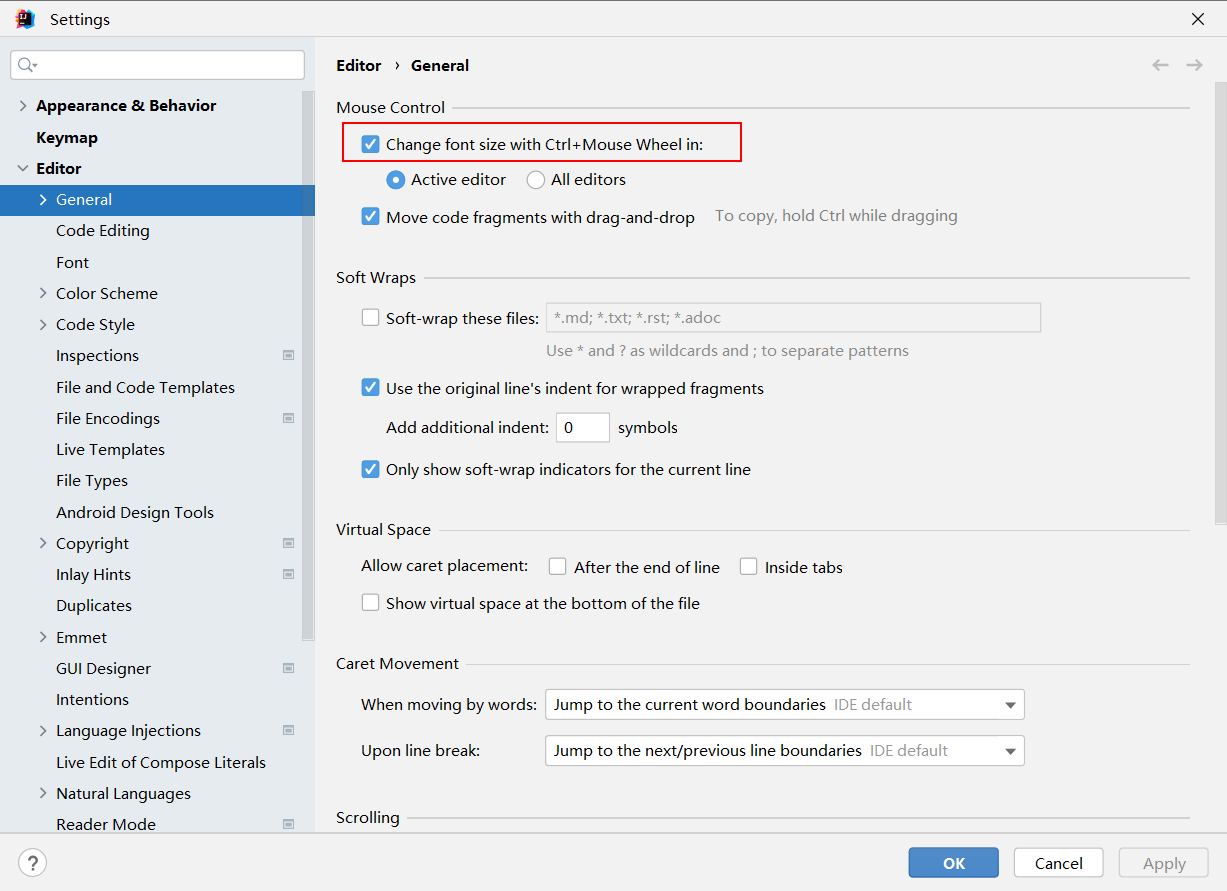 Settings
Appearance & Behavior
Keymap
Editor
General
Code Editing
Font
Color Scheme
Code Style
Inspections
File and Code Templates
File Encodings
Live Templates
File Types
Android Design Tools
Copyright
Inlay Hints
Duplicates
Emmet
GUI Designer
Intentions
Language Injections
Live Edit of Compose Literals
Natural Languages
Reader Mode
Editor › General
Mouse Control
Change font size with Ctrl+Mouse Wheel in:
Active editor All editors
Move code fragments with drag-and-drop To copy, hold Ctrl while dragging
Soft Wraps
Soft-wrap these files: *.md; *.txt; *.rst; *.adoc
Use * and ? as wildcards and ; to separate patterns
Use the original line's indent for wrapped fragments
Add additional indent: 0 symbols
Only show soft-wrap indicators for the current line
Virtual Space
Allow caret placement: After the end of line Inside tabs
Show virtual space at the bottom of the file
Caret Movement
When moving by words: Jump to the current word boundaries IDE default
Upon line break: Jump to the next/previous line boundaries IDE default
Scrolling
? OK Cancel Apply